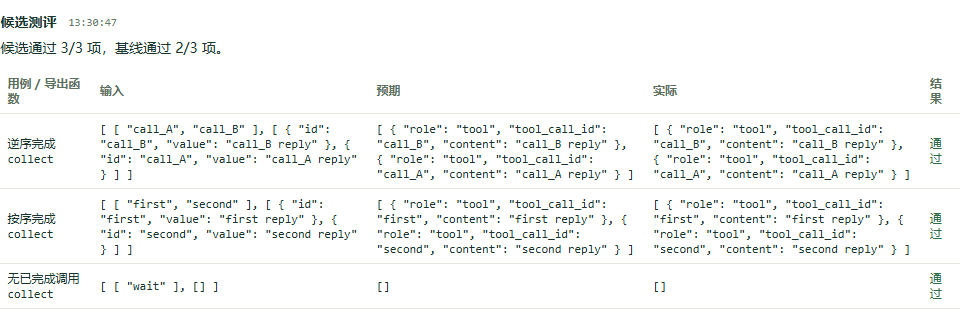 候选测评 13:30:47
候选通过 3/3 项，基线通过 2/3 项。
用例 / 导出函
数
输入
预期
实际
结
果
逆序完成
collect
[ [ "call_A", "call_B" ], [ { "id":
"call_B", "value": "call_B reply" }, {
"id": "call_A", "value": "call_A reply"
} ] ]
[ { "role": "tool", "tool_call_id":
"call_B", "content": "call_B reply" },
{ "role": "tool", "tool_call_id":
"call_A", "content": "call_A reply" } ]
[ { "role": "tool", "tool_call_id":
"call_B", "content": "call_B reply" },
{ "role": "tool", "tool_call_id":
"call_A", "content": "call_A reply" } ]
通
过
按序完成
collect
[ [ "first", "second" ], [ { "id":
"first", "value": "first reply" }, {
"id": "second", "value": "second reply"
} ] ]
[ { "role": "tool", "tool_call_id":
"first", "content": "first reply" }, {
"role": "tool", "tool_call_id":
"second", "content": "second reply" } ]
[ { "role": "tool", "tool_call_id":
"first", "content": "first reply" }, {
"role": "tool", "tool_call_id":
"second", "content": "second reply" } ]
通
过
无已完成调用
collect
[ [ "wait" ], [] ]
[]
[]
通
过